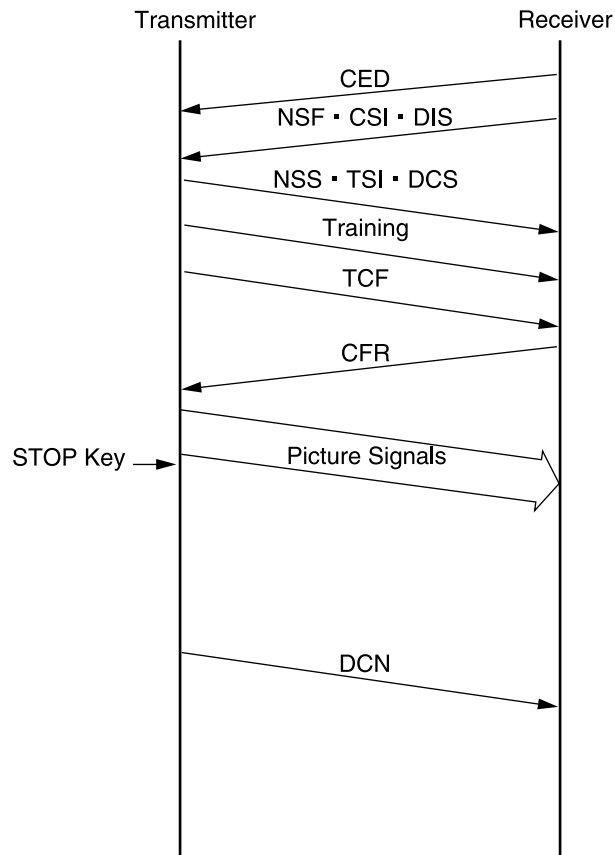 Transmitter
Receiver
CED
NSF・CSI・DIS
NSS・TSI・DCS
Training
TCF
CFR
STOP Key
Picture Signals
DCN